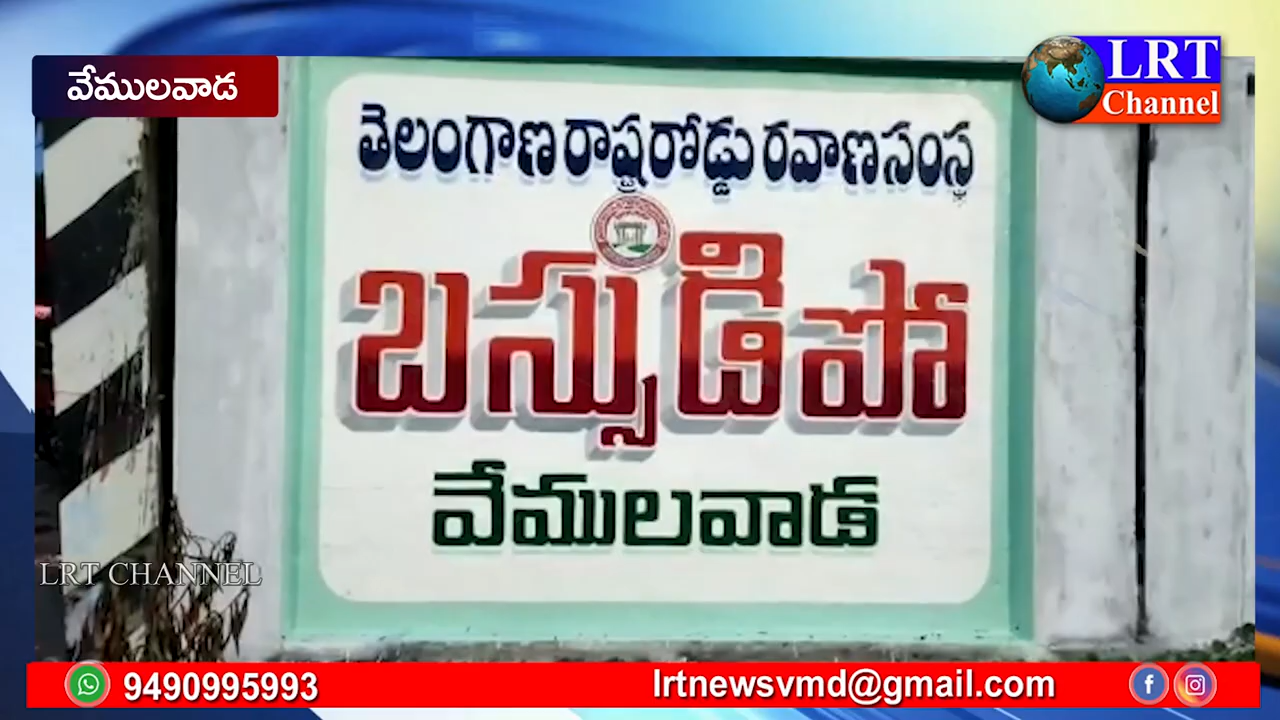 వేములవాడ
LRT
Channel
తెలంగాణ రాష్ట్ర రోడ్డు రవాణ సంస్థ
బస్సు డిపో
వేములవాడ
LRT CHANNEL
9490995993
lrtnewsvmd@gmail.com